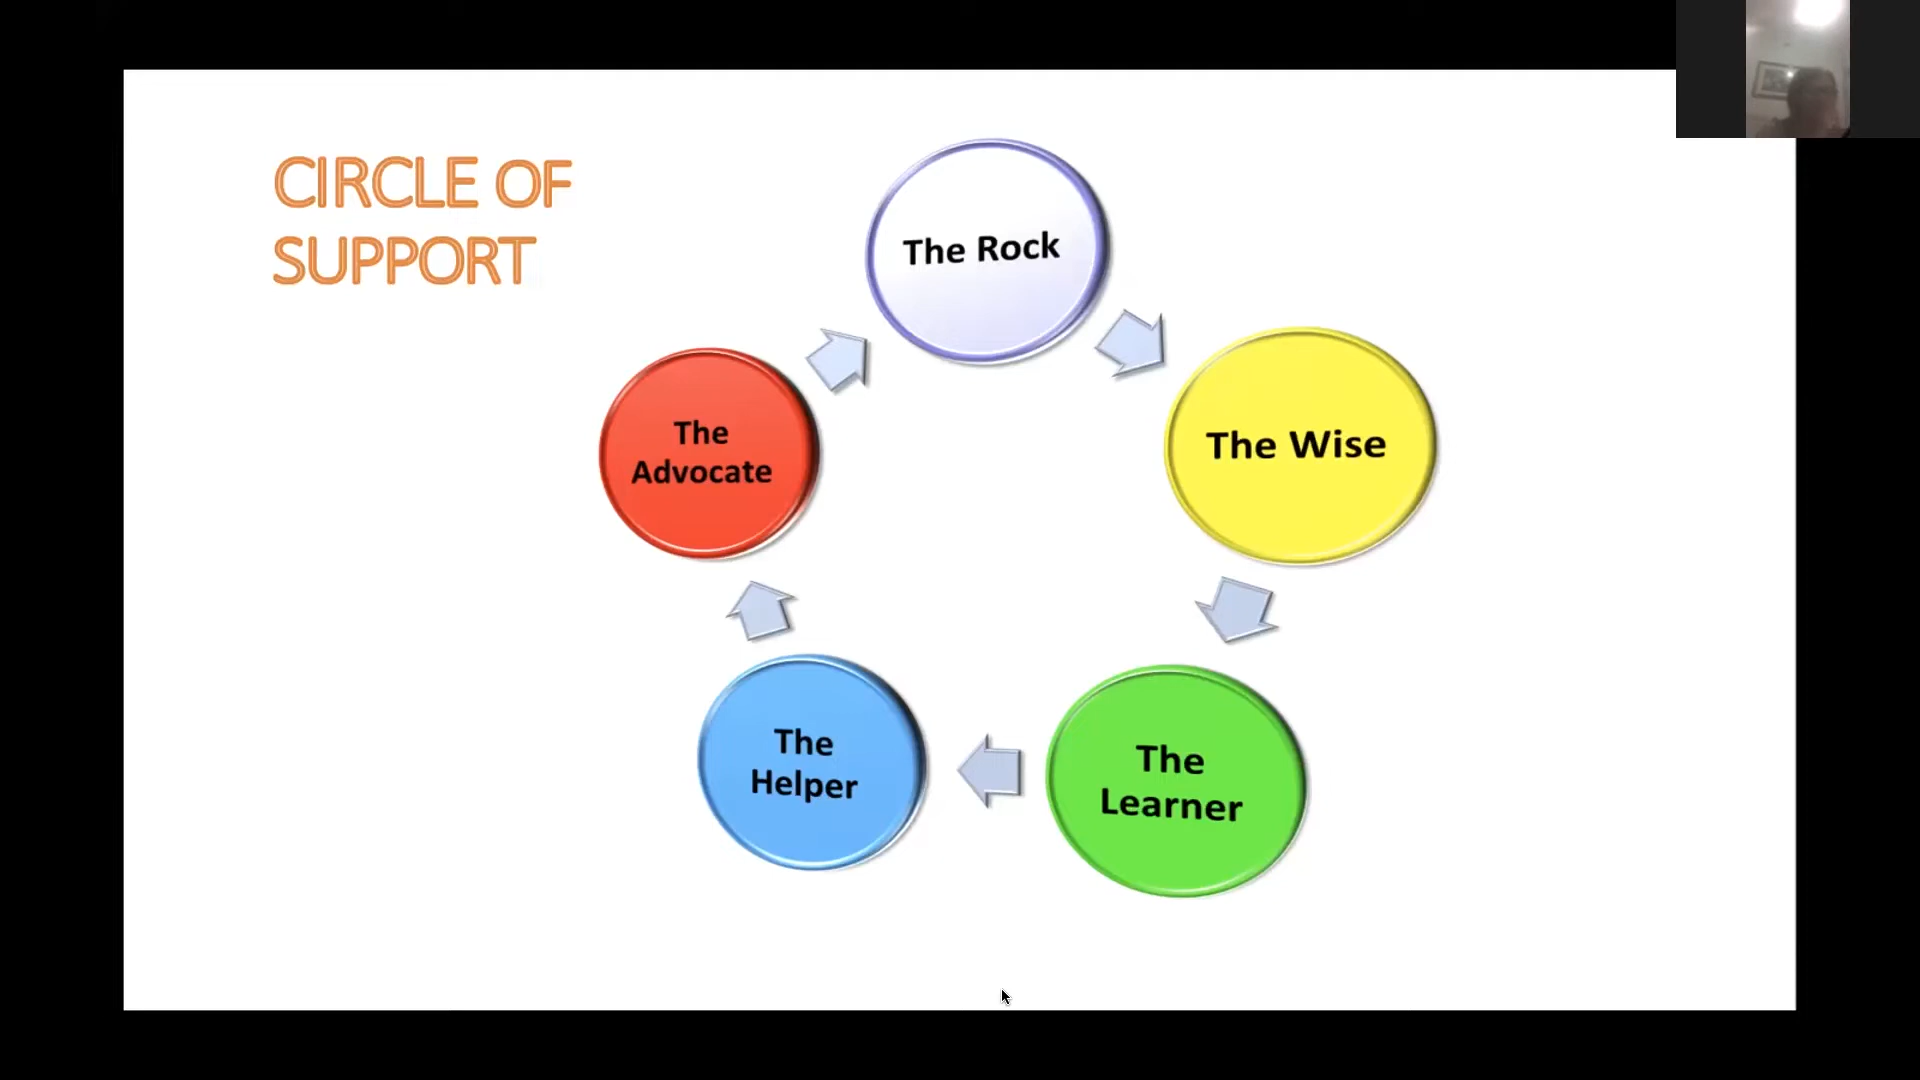 CIRCLE OF
SUPPORT
The Rock
The Wise
The
Learner
The
Helper
The
Advocate